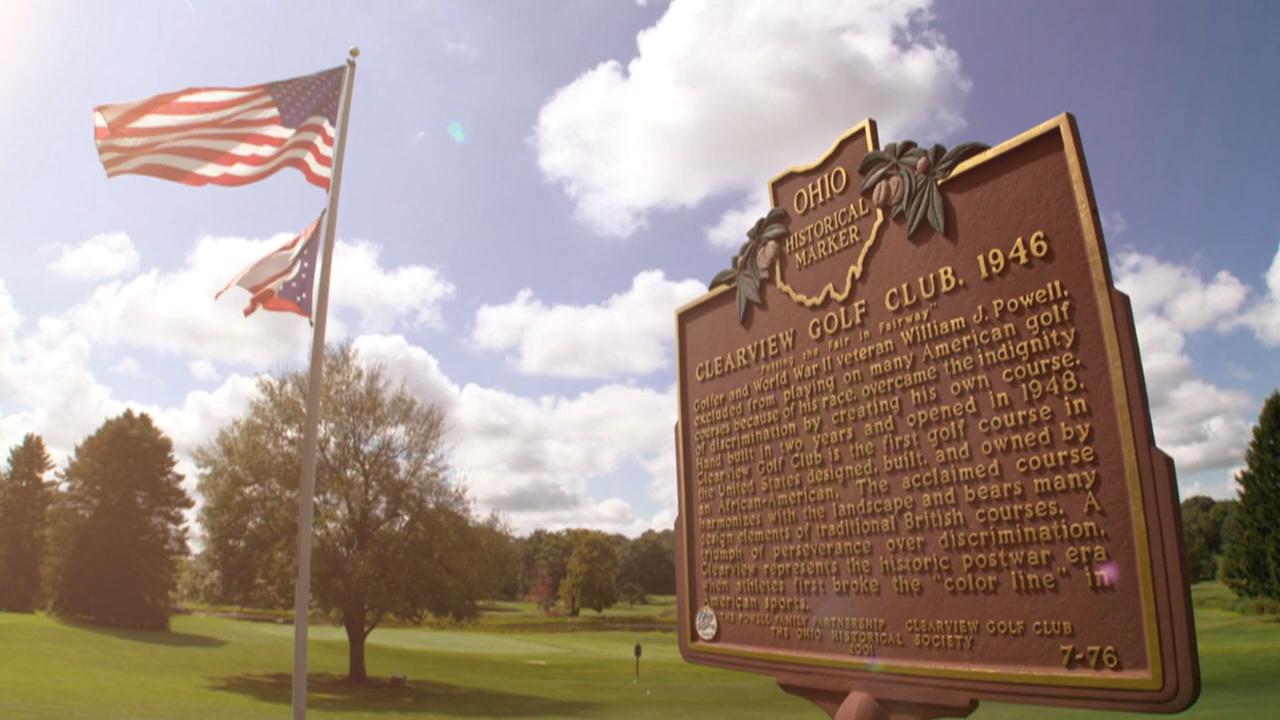 OHIO
HISTORICAL
MARKER
CLEARVIEW GOLF CLUB, 1946
"Putting the Fair in Fairway"
Golfer and World War II veteran William J. Powell,
excluded from playing on many American golf
courses because of his race, overcame the indignity
of discrimination by creating his own course.
Hand built in two years and opened in 1948,
Clearview Golf Club is the first golf course in
the United States designed, built, and owned by
an African-American. The acclaimed course
harmonizes with the landscape and bears many
design elements of traditional British courses. A
triumph of perseverance over discrimination,
Clearview represents the historic postwar era
when athletes first broke the "color line" in
American sports.
THE POWELL FAMILY PARTNERSHIP CLEARVIEW GOLF CLUB
THE OHIO HISTORICAL SOCIETY
2001
7-76